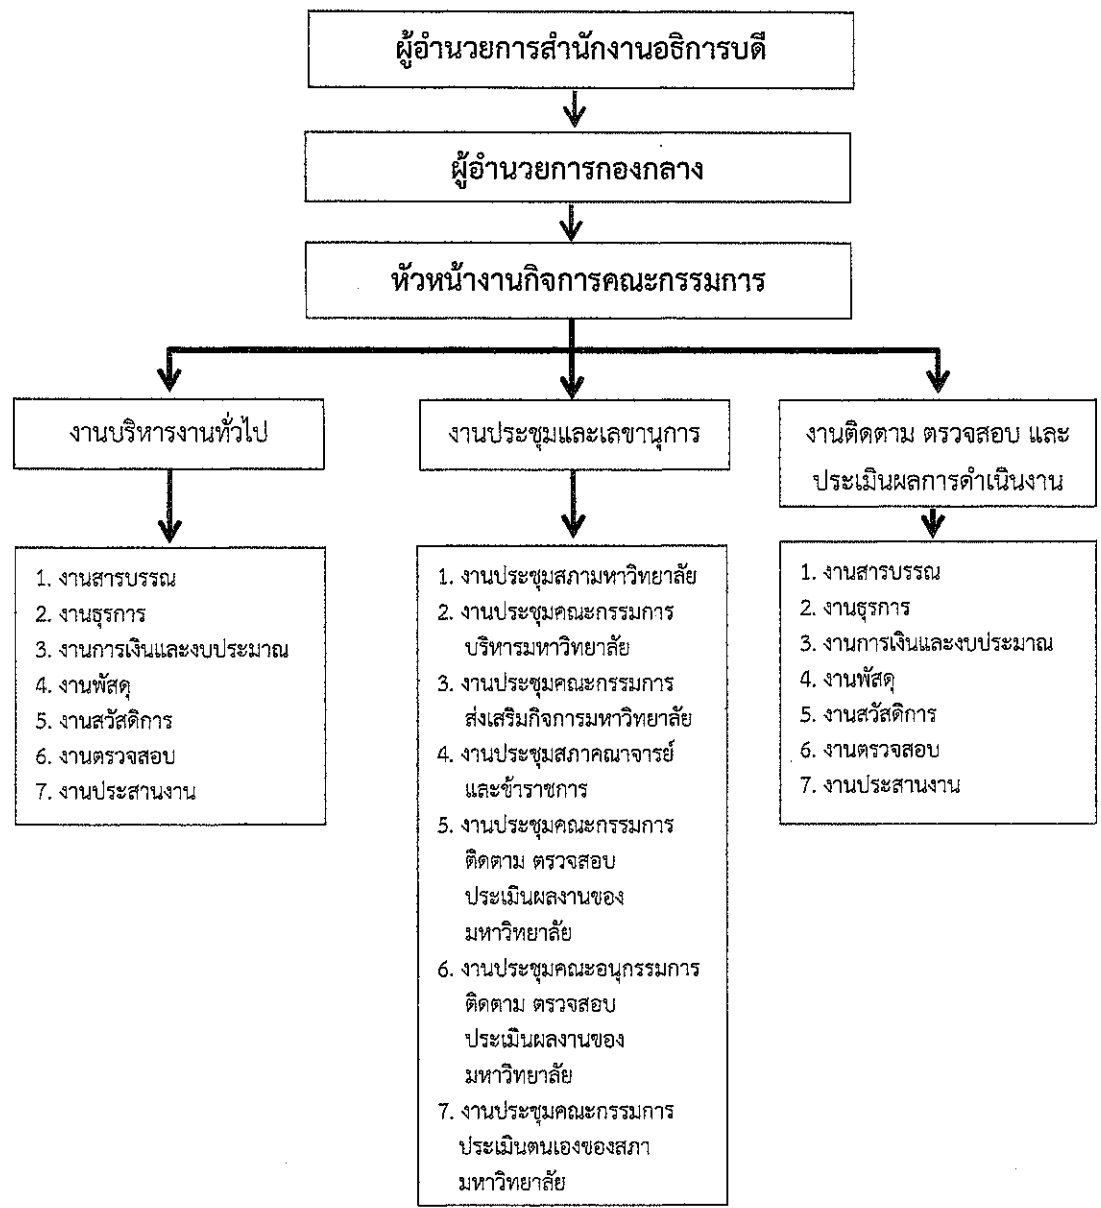 ผู้อำนวยการสำนักงานอธิการบดี
ผู้อำนวยการกองกลาง
หัวหน้างานกิจการคณะกรรมการ
งานบริหารงานทั่วไป
1. งานสารบรรณ
2. งานธุรการ
3. งานการเงินและงบประมาณ
4. งานพัสดุ
5. งานสวัสดิการ
6. งานตรวจสอบ
7. งานประสานงาน
งานประชุมและเลขานุการ
1. งานประชุมสภามหาวิทยาลัย
2. งานประชุมคณะกรรมการ
บริหารมหาวิทยาลัย
3. งานประชุมคณะกรรมการ
ส่งเสริมกิจการมหาวิทยาลัย
4. งานประชุมสภาคณาจารย์
และข้าราชการ
5. งานประชุมคณะกรรมการ
ติดตาม ตรวจสอบ
ประเมินผลงานของ
มหาวิทยาลัย
6. งานประชุมคณะอนุกรรมการ
ติดตาม ตรวจสอบ
ประเมินผลงานของ
มหาวิทยาลัย
7. งานประชุมคณะกรรมการ
ประเมินตนเองของสภา
มหาวิทยาลัย
งานติดตาม ตรวจสอบ และ
ประเมินผลการดำเนินงาน
1. งานสารบรรณ
2. งานธุรการ
3. งานการเงินและงบประมาณ
4. งานพัสดุ
5. งานสวัสดิการ
6. งานตรวจสอบ
7. งานประสานงาน